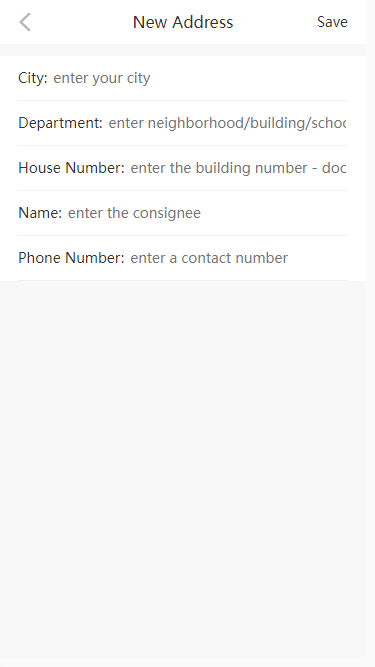 New Address
Save
City: enter your city
Department: enter neighborhood/building/schoo
House Number: enter the building number - doo
Name: enter the consignee
Phone Number: enter a contact number